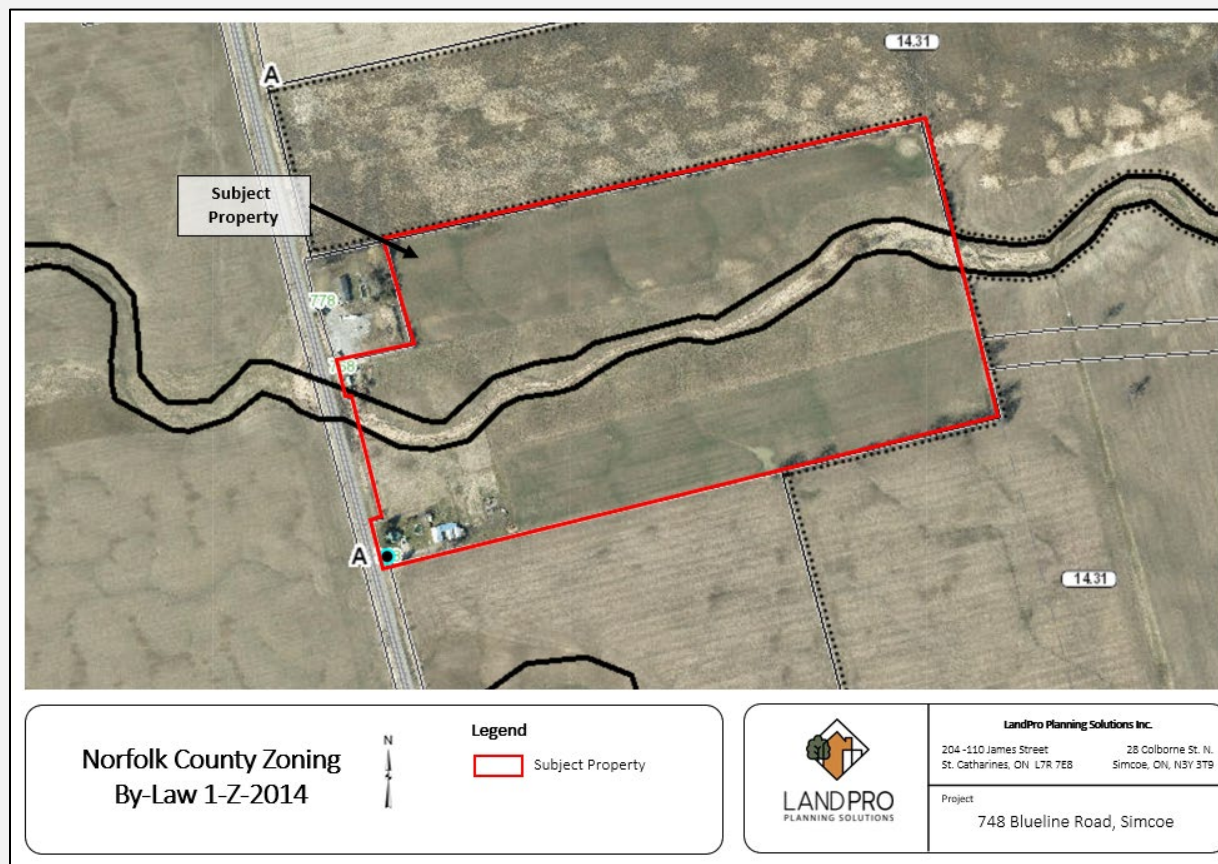 14.31
A
Subject
Property
778
A
14.31
Norfolk County Zoning
By-Law 1-Z-2014
N
Legend
Subject Property
LANDPRO
PLANNING SOLUTIONS
LandPro Planning Solutions Inc.
204 -110 James Street
St. Catharines, ON L7R 7E8
28 Colborne St. N.
Simcoe, ON, N3Y 3T9
Project
748 Blueline Road, Simcoe